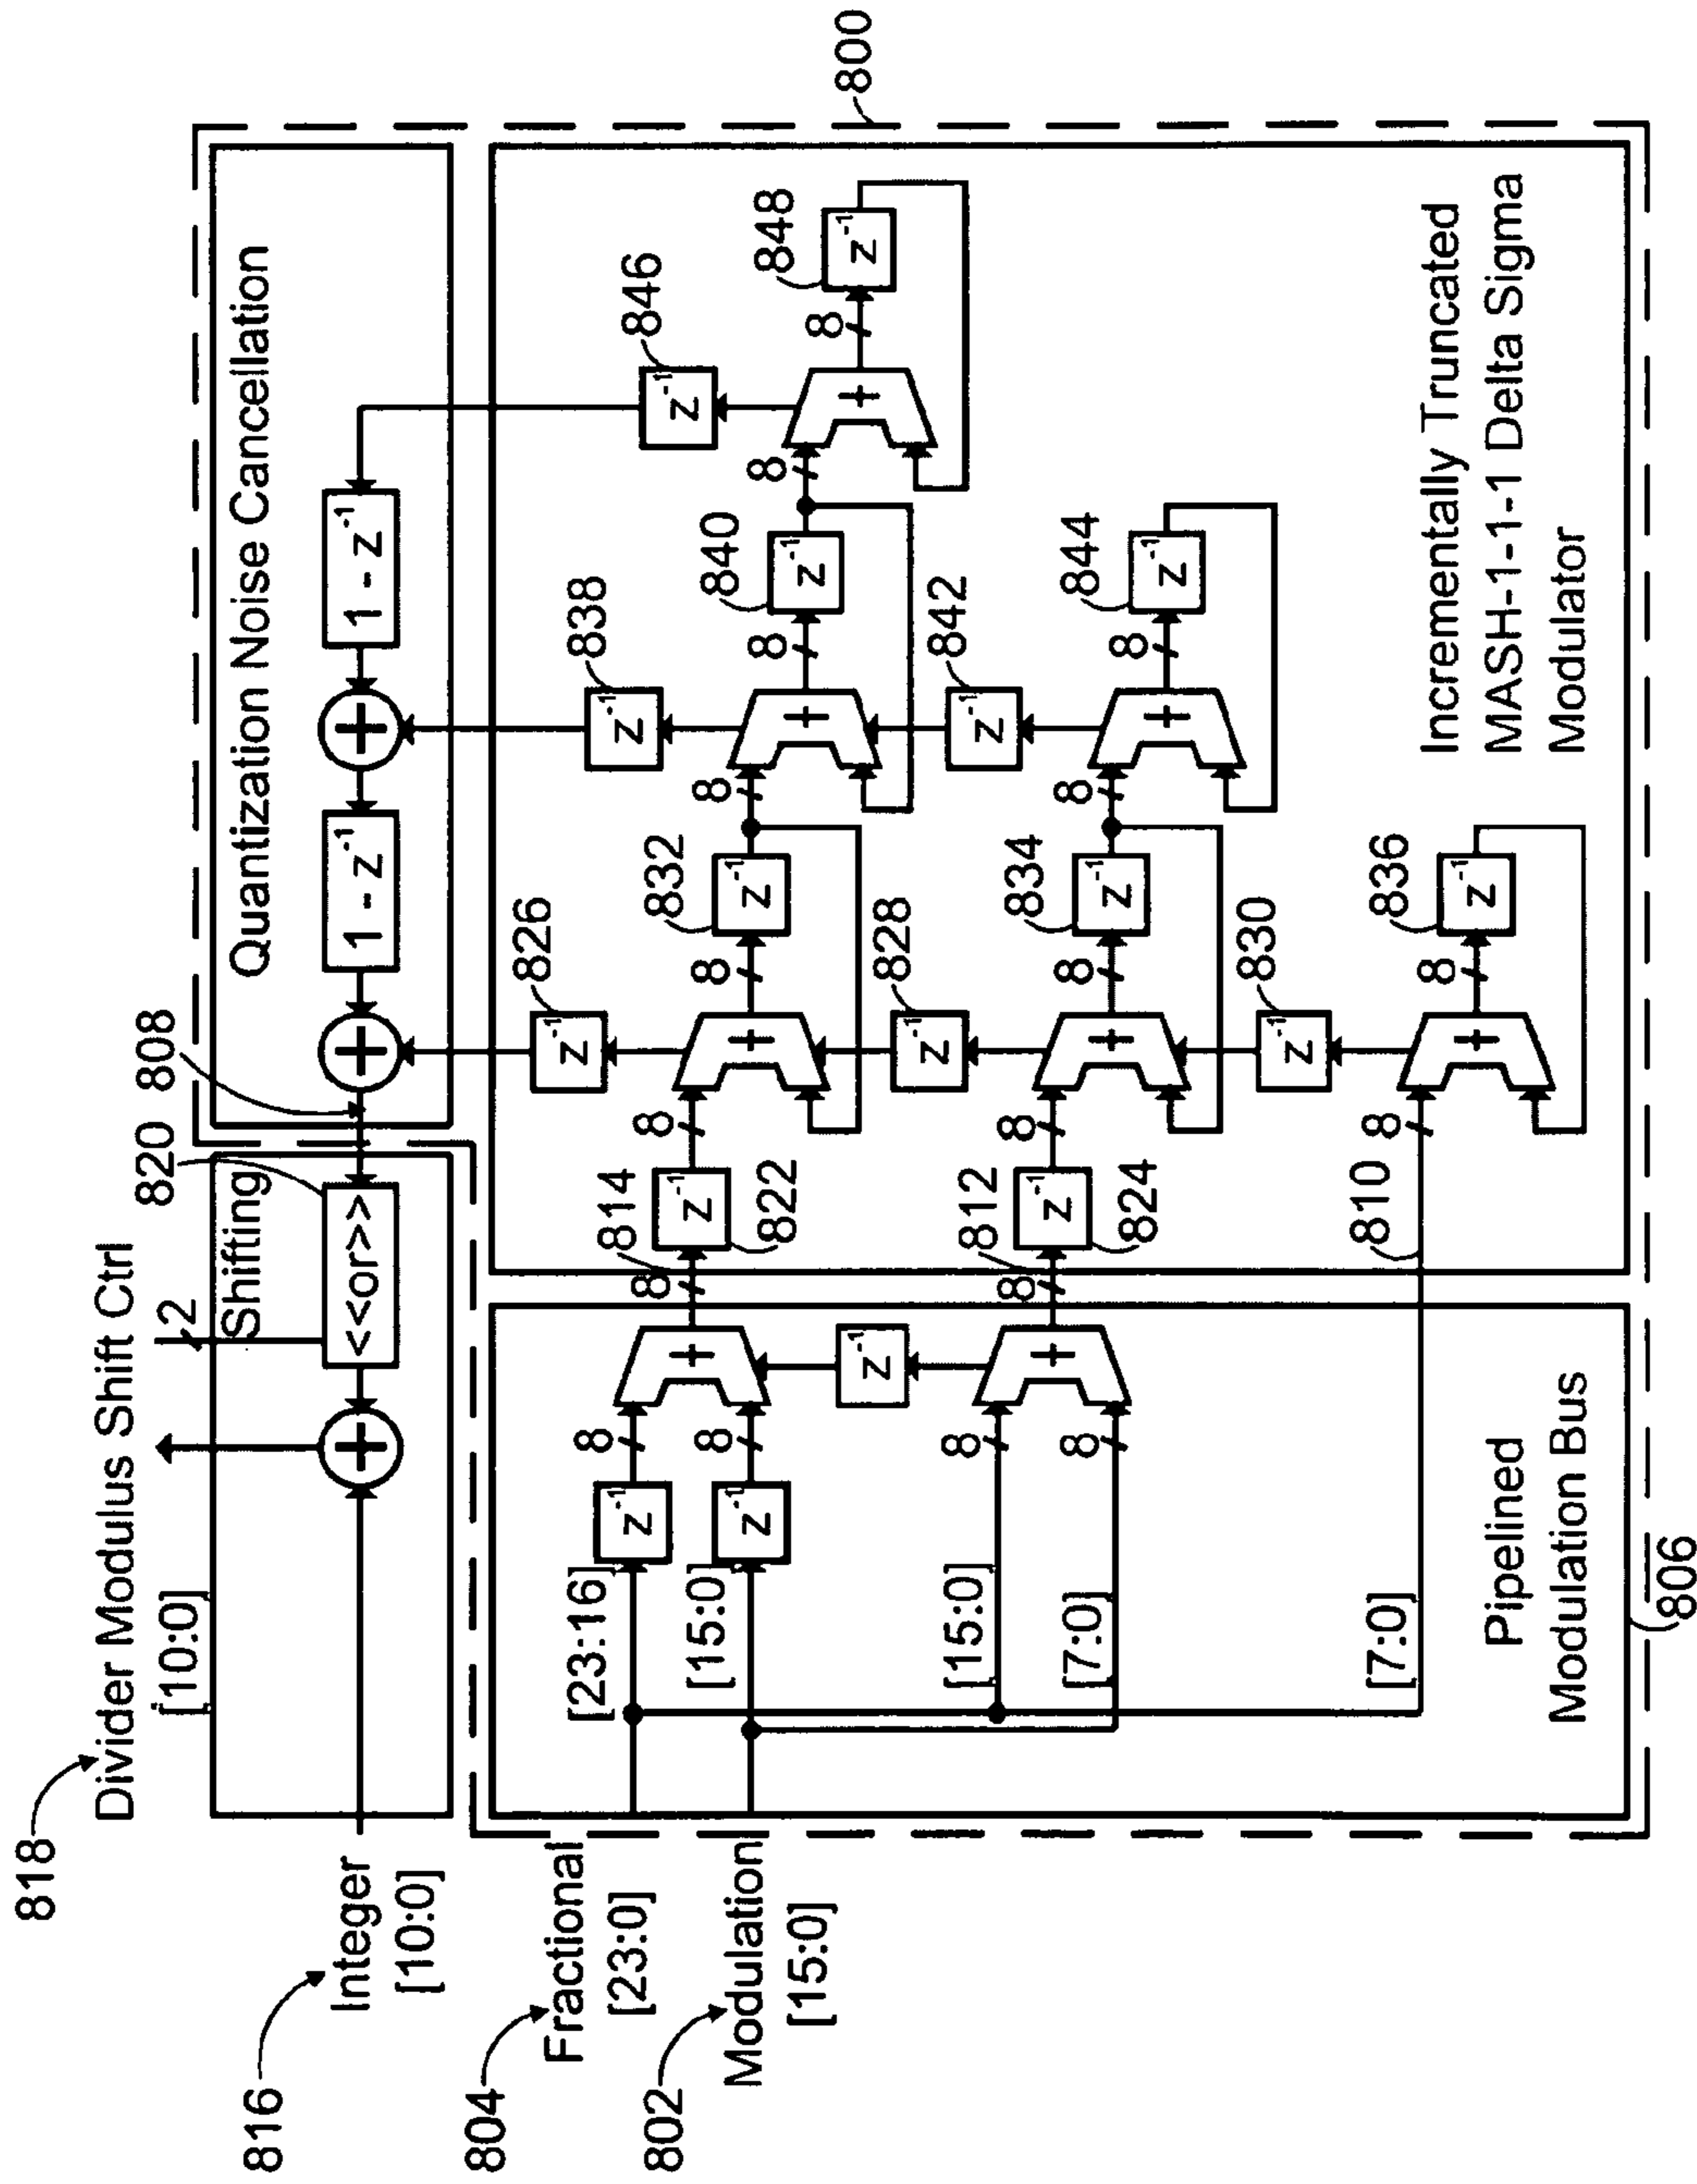 818
Divider Modulus Shift Ctrl
[10:0]
2
Shifting
820
808
<<or>>
+
+
1 - z⁻¹
+
1 - z⁻¹
Quantization Noise Cancellation
816
Integer
[10:0]
804
Fractional
[23:0]
802
Modulation
[15:0]
[23:16]
z⁻¹
8
[15:0]
z⁻¹
8
+
8
814
z⁻¹
822
8
+
z⁻¹
826
8
z⁻¹
832
8
+
z⁻¹
838
8
z⁻¹
840
8
+
z⁻¹
846
8
z⁻¹
848
z⁻¹
[15:0]
8
[7:0]
8
+
8
812
z⁻¹
824
8
+
z⁻¹
828
8
z⁻¹
834
8
+
z⁻¹
842
8
z⁻¹
844
[7:0]
810
8
+
z⁻¹
830
8
z⁻¹
836
Pipelined
Modulation Bus
806
Incrementally Truncated
MASH-1-1-1 Delta Sigma
Modulator
800